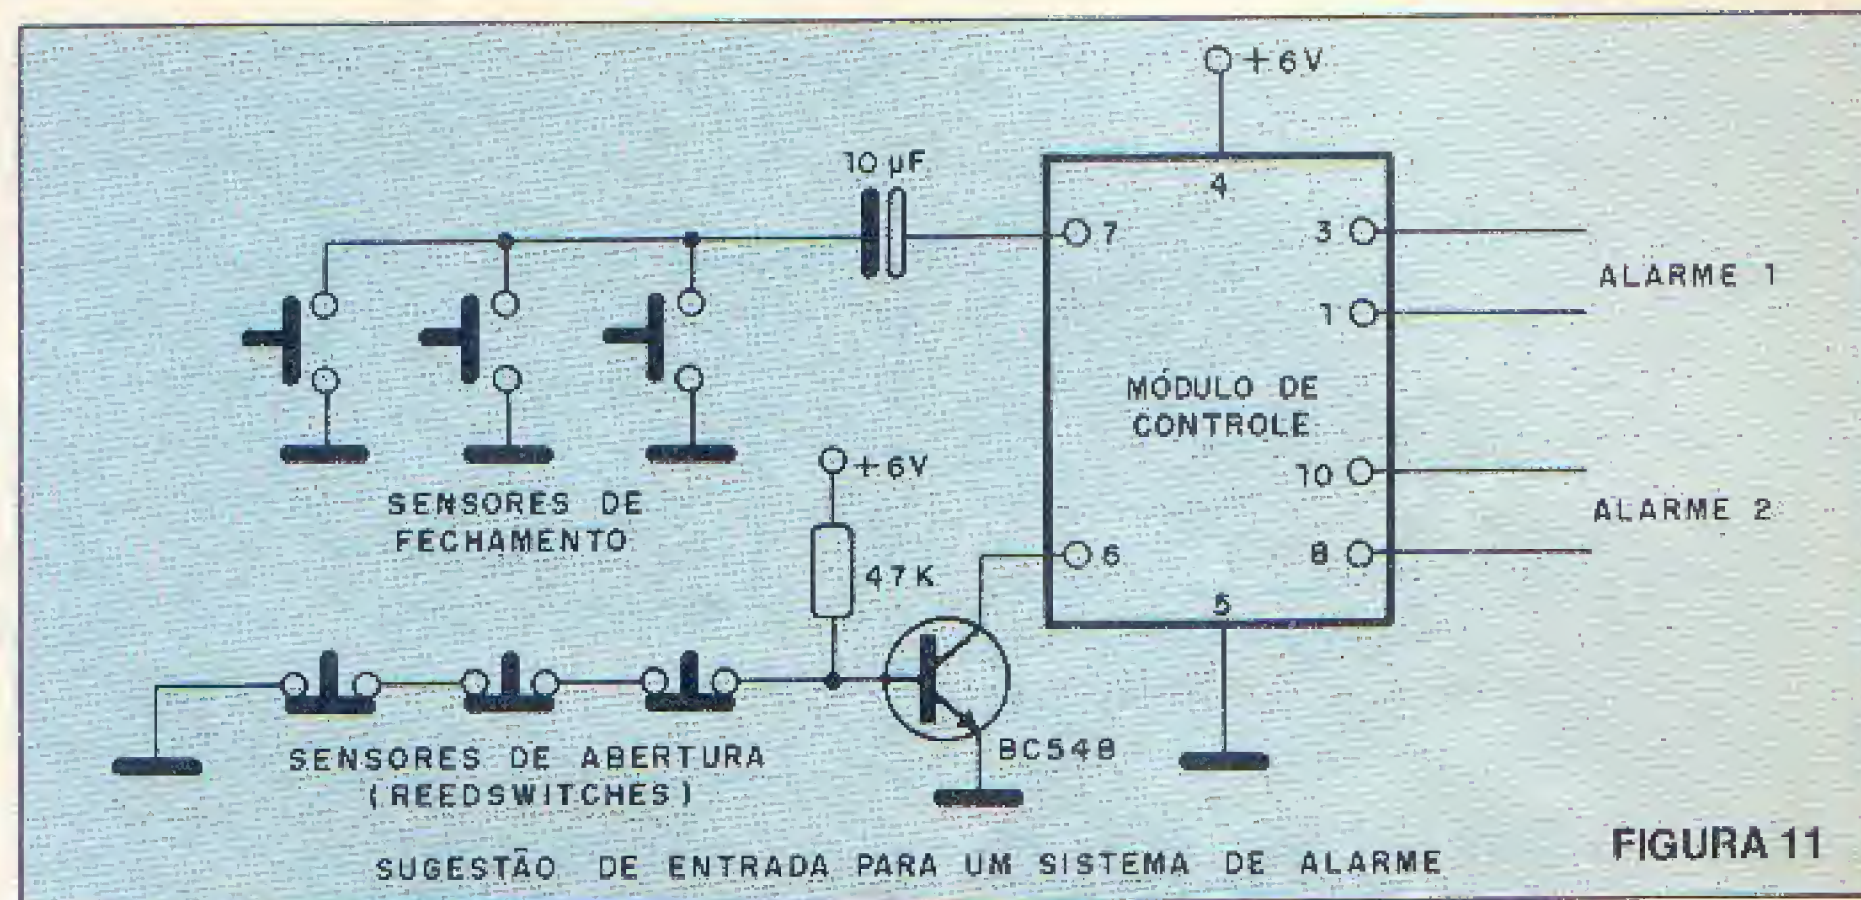 +6V
10 µF
4
7
3
ALARME 1
1
MÓDULO DE
CONTROLE
+6V
10
SENSORES DE
FECHAMENTO
ALARME 2
6
8
47K
5
BC548
SENSORES DE ABERTURA
(REEDSWITCHES)
FIGURA 11
SUGESTÃO DE ENTRADA PARA UM SISTEMA DE ALARME